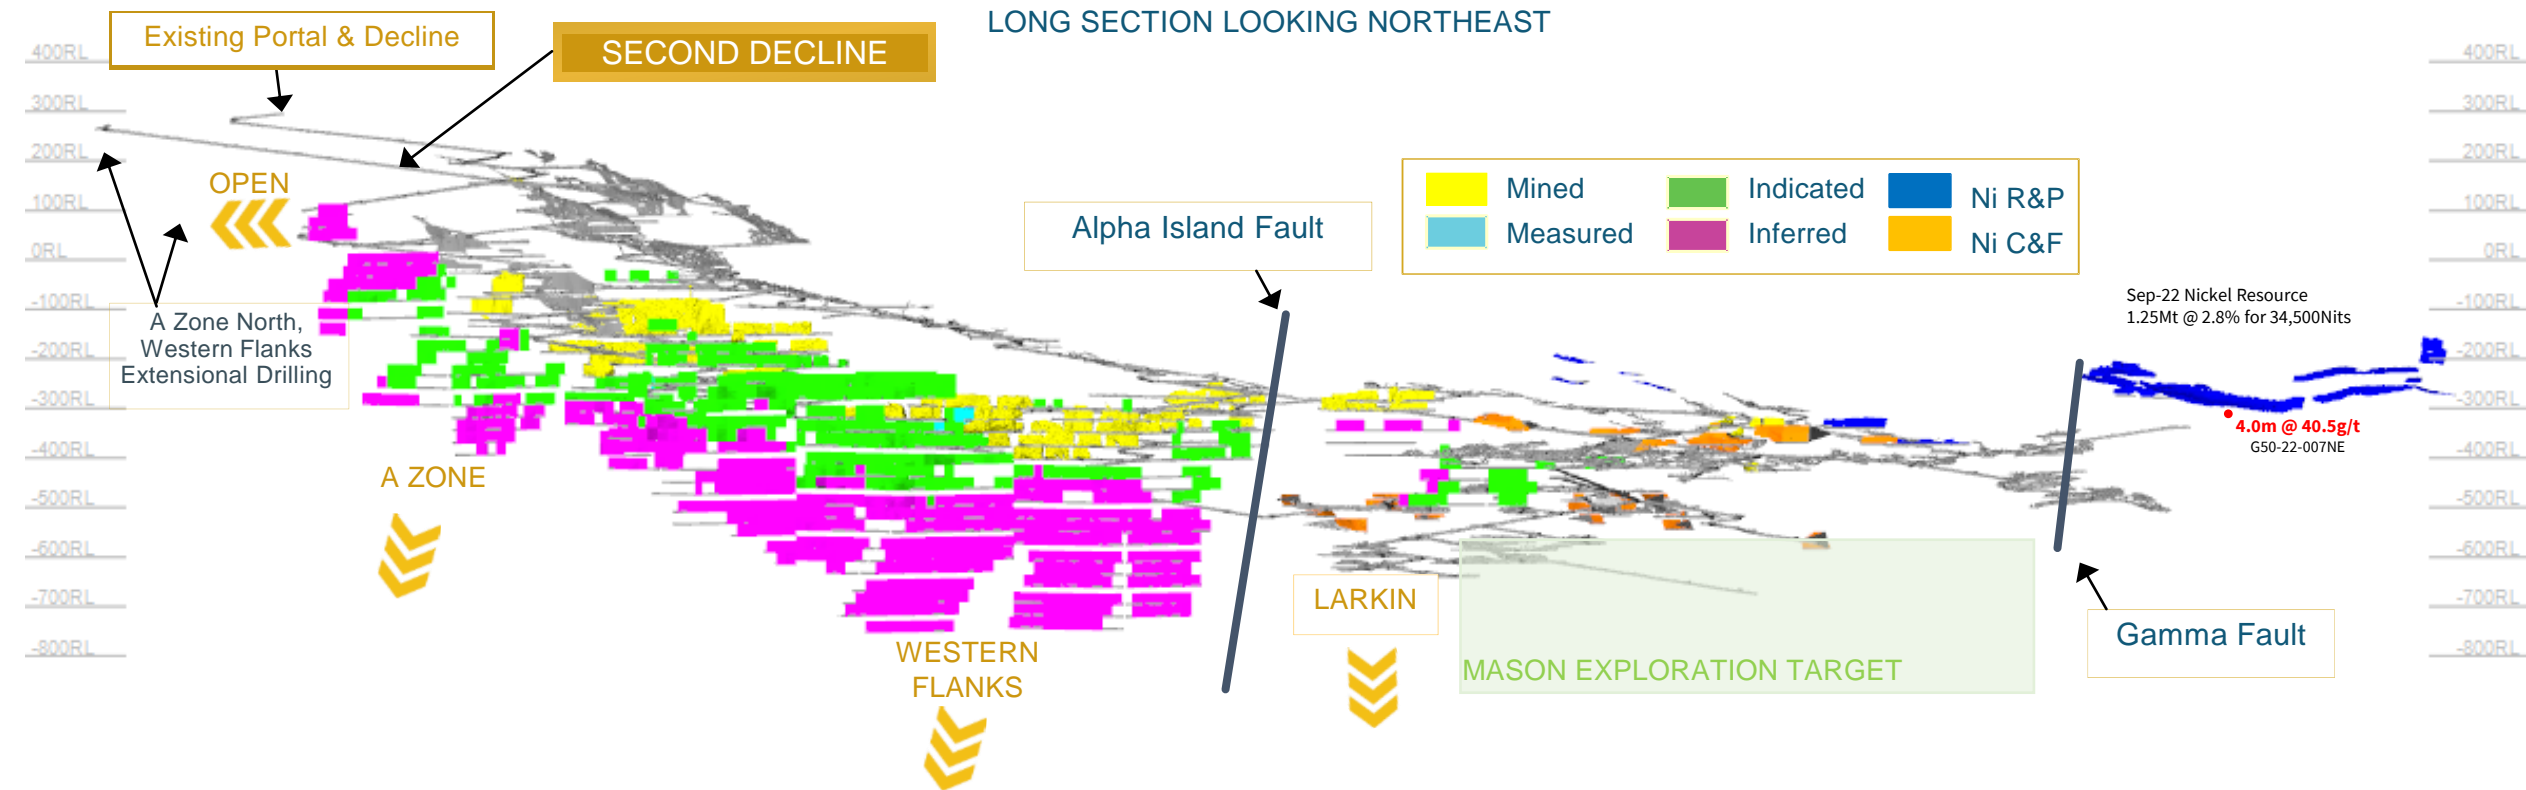 LONG SECTION LOOKING NORTHEAST
Existing Portal & Decline
SECOND DECLINE
400RL
300RL
200RL
100RL
0RL
-100RL
-200RL
-300RL
-400RL
-500RL
-600RL
-700RL
-800RL
OPEN
A Zone North,
Western Flanks
Extensional Drilling
A ZONE
WESTERN
FLANKS
Alpha Island Fault
Mined
Indicated
Ni R&P
Measured
Inferred
Ni C&F
LARKIN
MASON EXPLORATION TARGET
Sep-22 Nickel Resource
1.25Mt @ 2.8% for 34,500Nits
4.0m @ 40.5g/t
G50-22-007NE
Gamma Fault
400RL
300RL
200RL
100RL
0RL
-100RL
-200RL
-300RL
-400RL
-500RL
-600RL
-700RL
-800RL